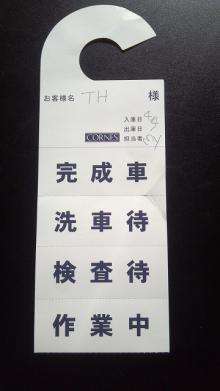 お客様名 TH 様
入庫日 4/9
出庫日
CORNES 担当者 SY
完成車
洗車待
検査待
作業中